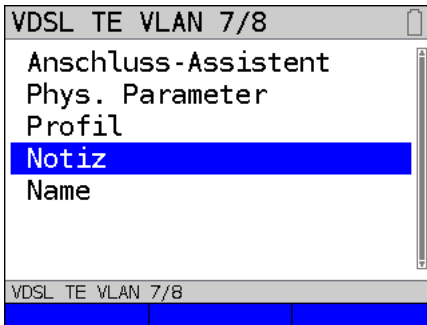 VDSL TE VLAN 7/8
Anschluss-Assistent
Phys. Parameter
Profil
Notiz
Name
VDSL TE VLAN 7/8